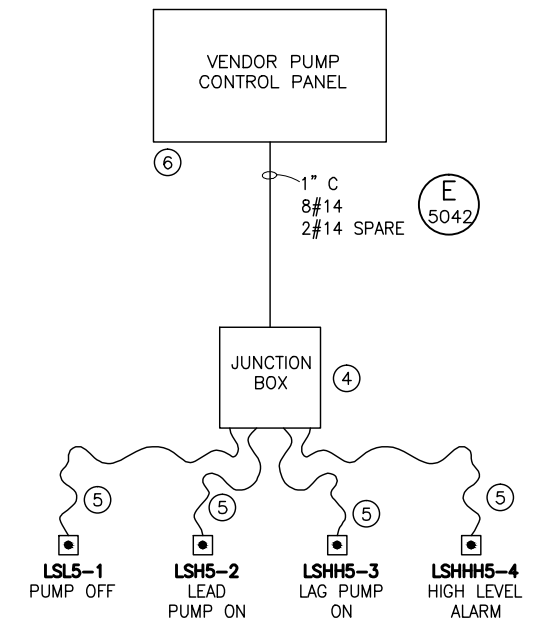 VENDOR PUMP
CONTROL PANEL
6
1" C
8#14
2#14 SPARE
E
5042
JUNCTION
BOX
4
5
5
5
5
LSL5-1
PUMP OFF
LSH5-2
LEAD
PUMP ON
LSHH5-3
LAG PUMP
ON
LSHHH5-4
HIGH LEVEL
ALARM